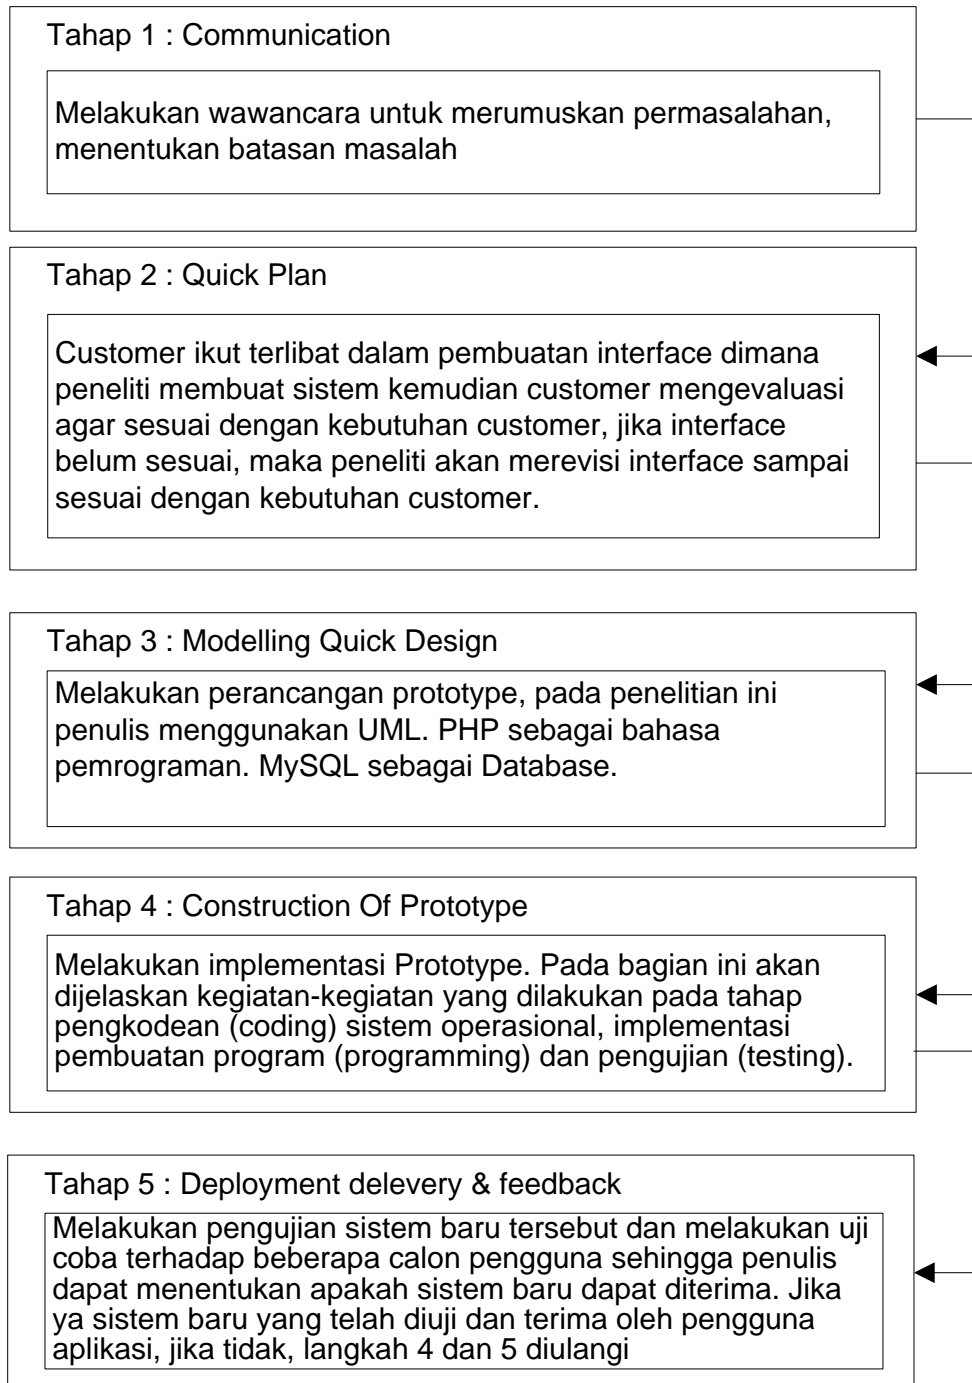 Tahap 1 : Communication
Melakukan wawancara untuk merumuskan permasalahan,
menentukan batasan masalah
Tahap 2 : Quick Plan
Customer ikut terlibat dalam pembuatan interface dimana
peneliti membuat sistem kemudian customer mengevaluasi
agar sesuai dengan kebutuhan customer, jika interface
belum sesuai, maka peneliti akan merevisi interface sampai
sesuai dengan kebutuhan customer.
Tahap 3 : Modelling Quick Design
Melakukan perancangan prototype, pada penelitian ini
penulis menggunakan UML. PHP sebagai bahasa
pemrograman. MySQL sebagai Database.
Tahap 4 : Construction Of Prototype
Melakukan implementasi Prototype. Pada bagian ini akan
dijelaskan kegiatan-kegiatan yang dilakukan pada tahap
pengkodean (coding) sistem operasional, implementasi
pembuatan program (programming) dan pengujian (testing).
Tahap 5 : Deployment delevery & feedback
Melakukan pengujian sistem baru tersebut dan melakukan uji
coba terhadap beberapa calon pengguna sehingga penulis
dapat menentukan apakah sistem baru dapat diterima. Jika
ya sistem baru yang telah diuji dan terima oleh pengguna
aplikasi, jika tidak, langkah 4 dan 5 diulangi